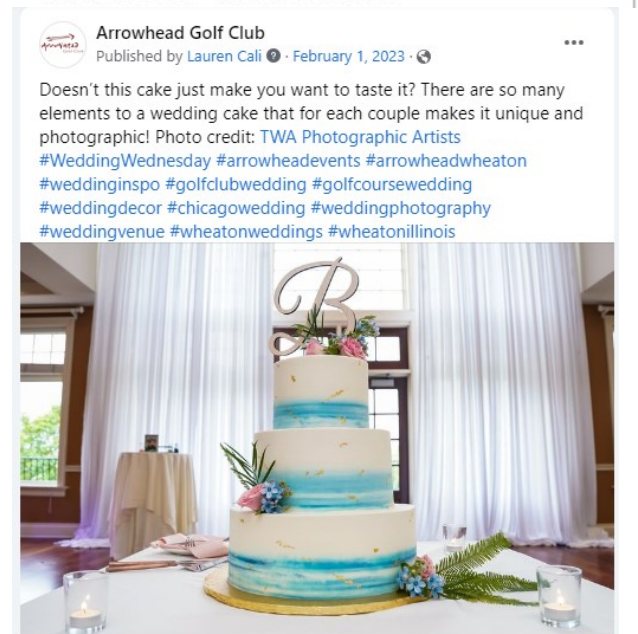 Arrowhead Golf Club
Arrowhead
Published by Lauren Cali · February 1, 2023 ·
Doesn't this cake just make you want to taste it? There are so many
elements to a wedding cake that for each couple makes it unique and
photographic! Photo credit: TWA Photographic Artists
#WeddingWednesday #arrowheadevents #arrowheadwheaton
#weddinginspo #golfclubwedding #golfcoursewedding
#weddingdecor #chicagowedding #weddingphotography
#weddingvenue #wheatonweddings #wheatonillinois
B